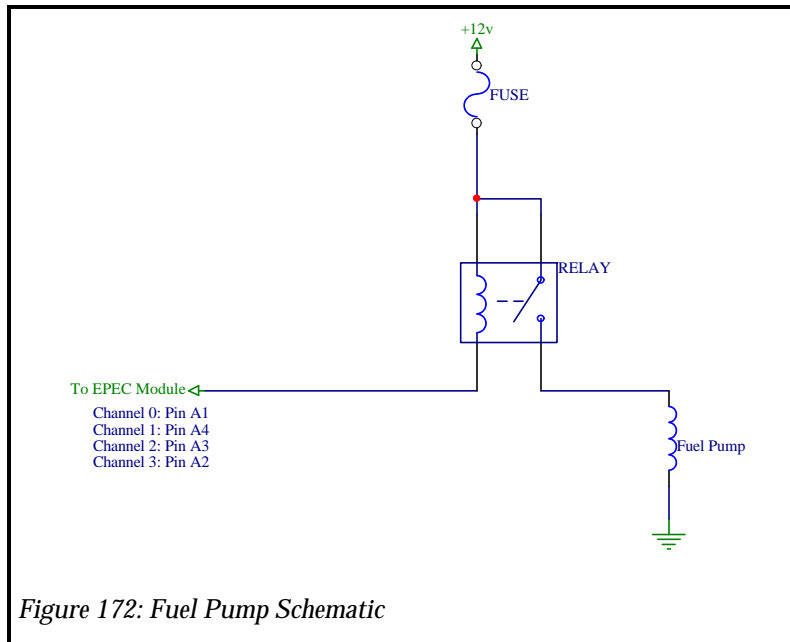 +12v
FUSE
RELAY
To EPEC Module
Channel 0: Pin A1
Channel 1: Pin A4
Channel 2: Pin A3
Channel 3: Pin A2
Fuel Pump
Figure 172: Fuel Pump Schematic